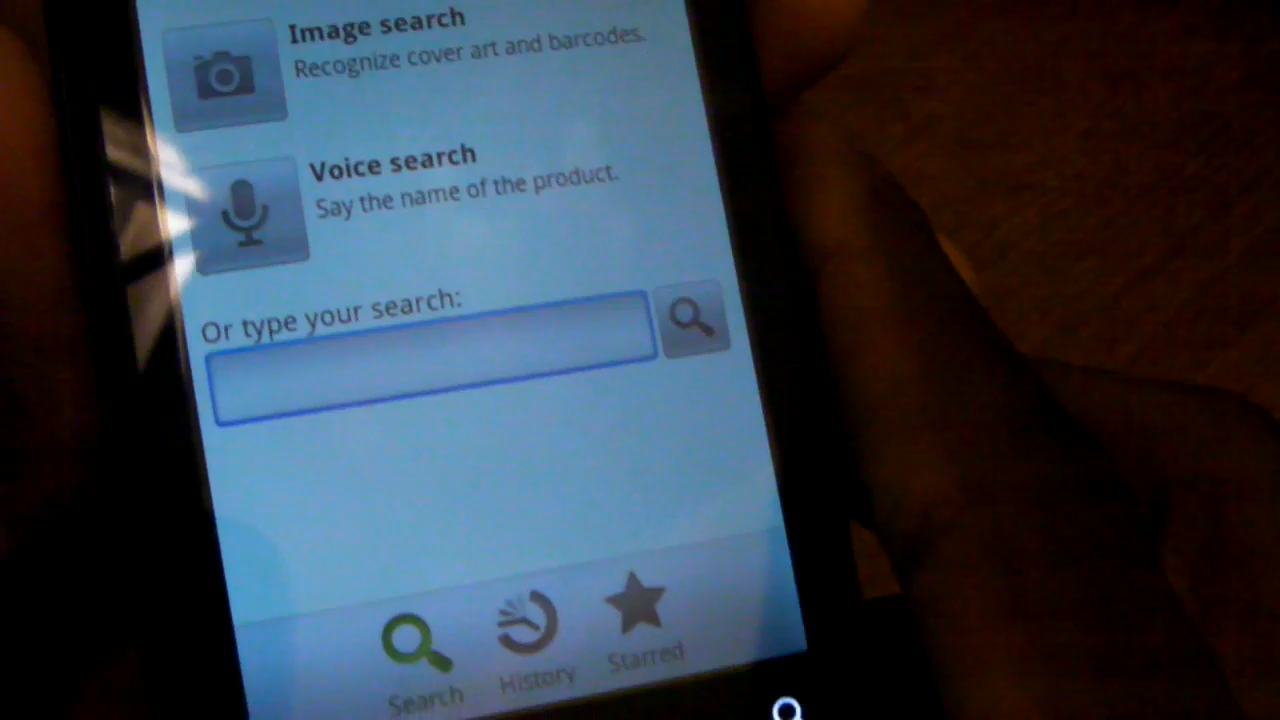 Image search
Recognize cover art and barcodes.
Voice search
Say the name of the product.
Or type your search:
Search
History
Starred